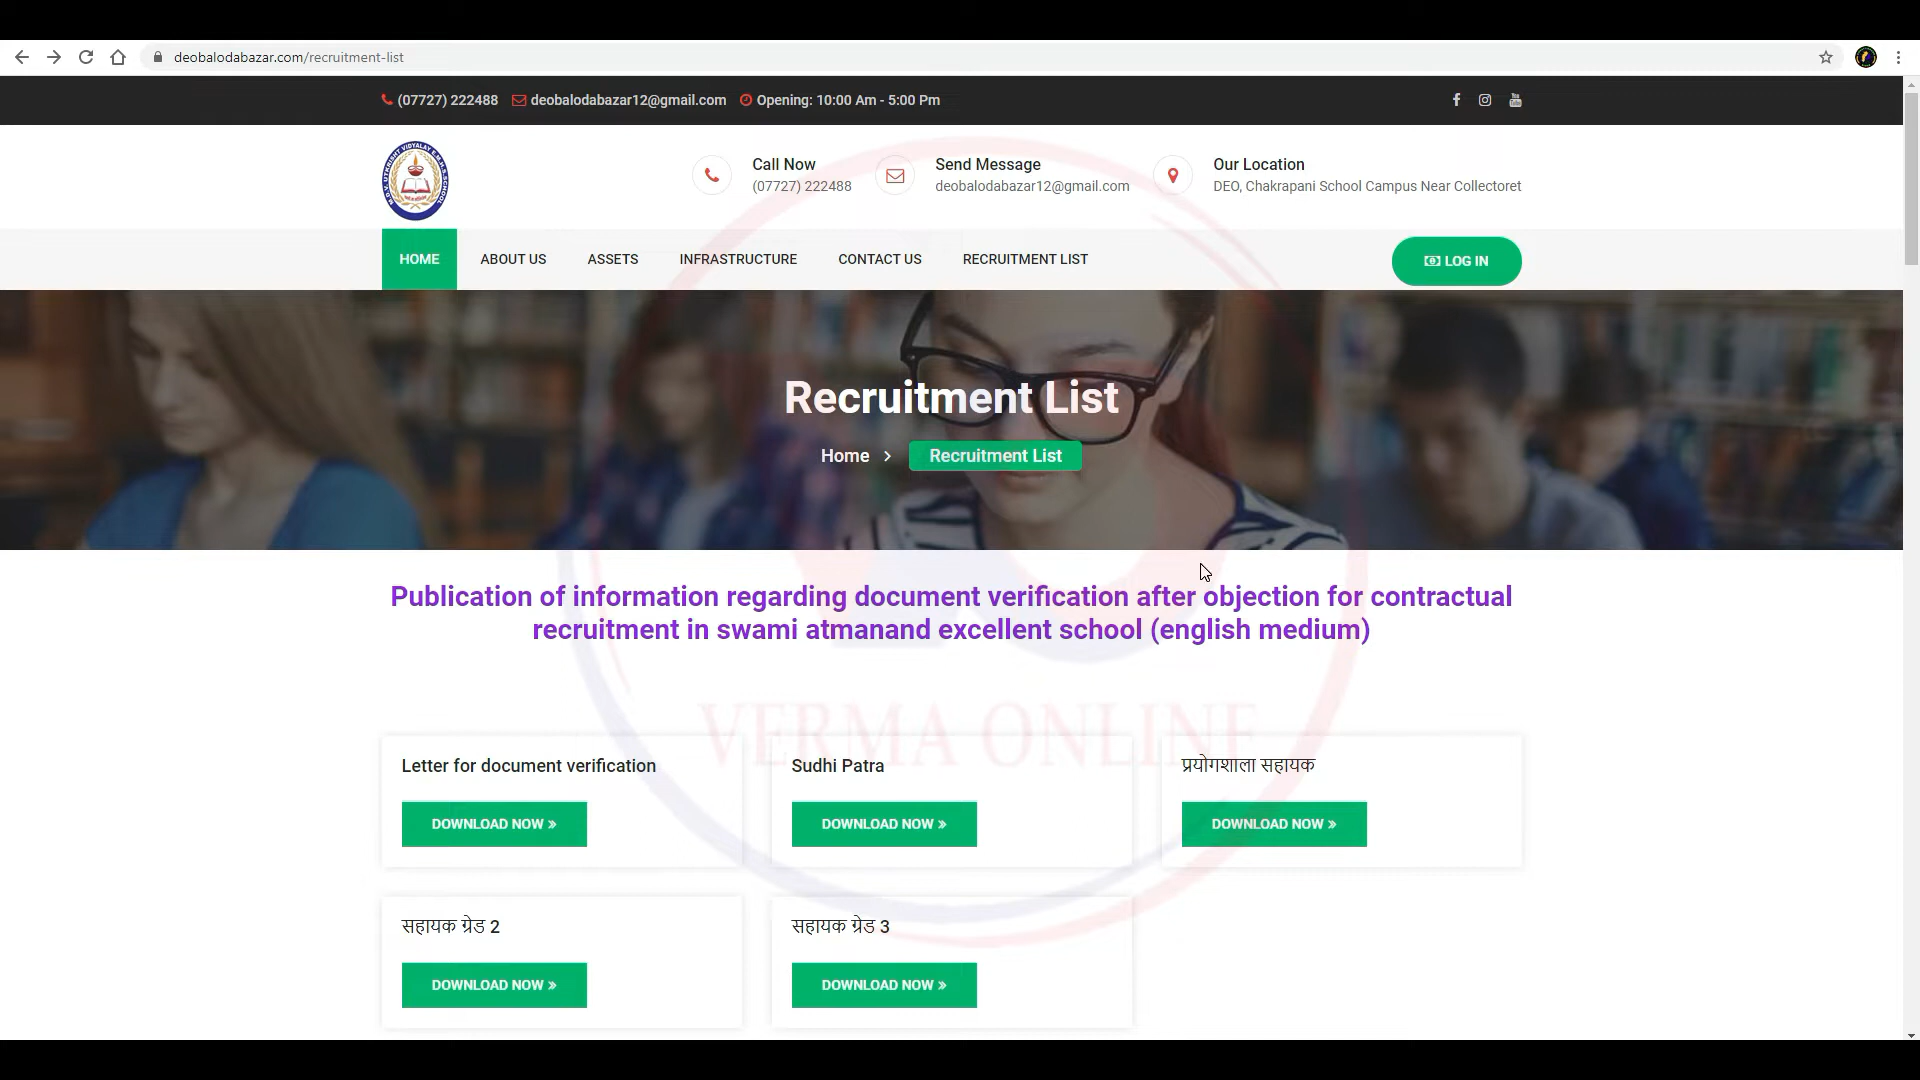 deobalodabazar.com/recruitment-list
(07727) 222488 deobalodabazar12@gmail.com Opening: 10:00 Am - 5:00 Pm
Call Now
(07727) 222488
Send Message
deobalodabazar12@gmail.com
Our Location
DEO, Chakrapani School Campus Near Collectoret
HOME ABOUT US ASSETS INFRASTRUCTURE CONTACT US RECRUITMENT LIST LOG IN
Recruitment List
Home Recruitment List
Publication of information regarding document verification after objection for contractual
recruitment in swami atmanand excellent school (english medium)
VERMA ONLINE
Letter for document verification
DOWNLOAD NOW »
Sudhi Patra
DOWNLOAD NOW »
प्रयोगशाला सहायक
DOWNLOAD NOW »
सहायक ग्रेड 2
DOWNLOAD NOW »
सहायक ग्रेड 3
DOWNLOAD NOW »